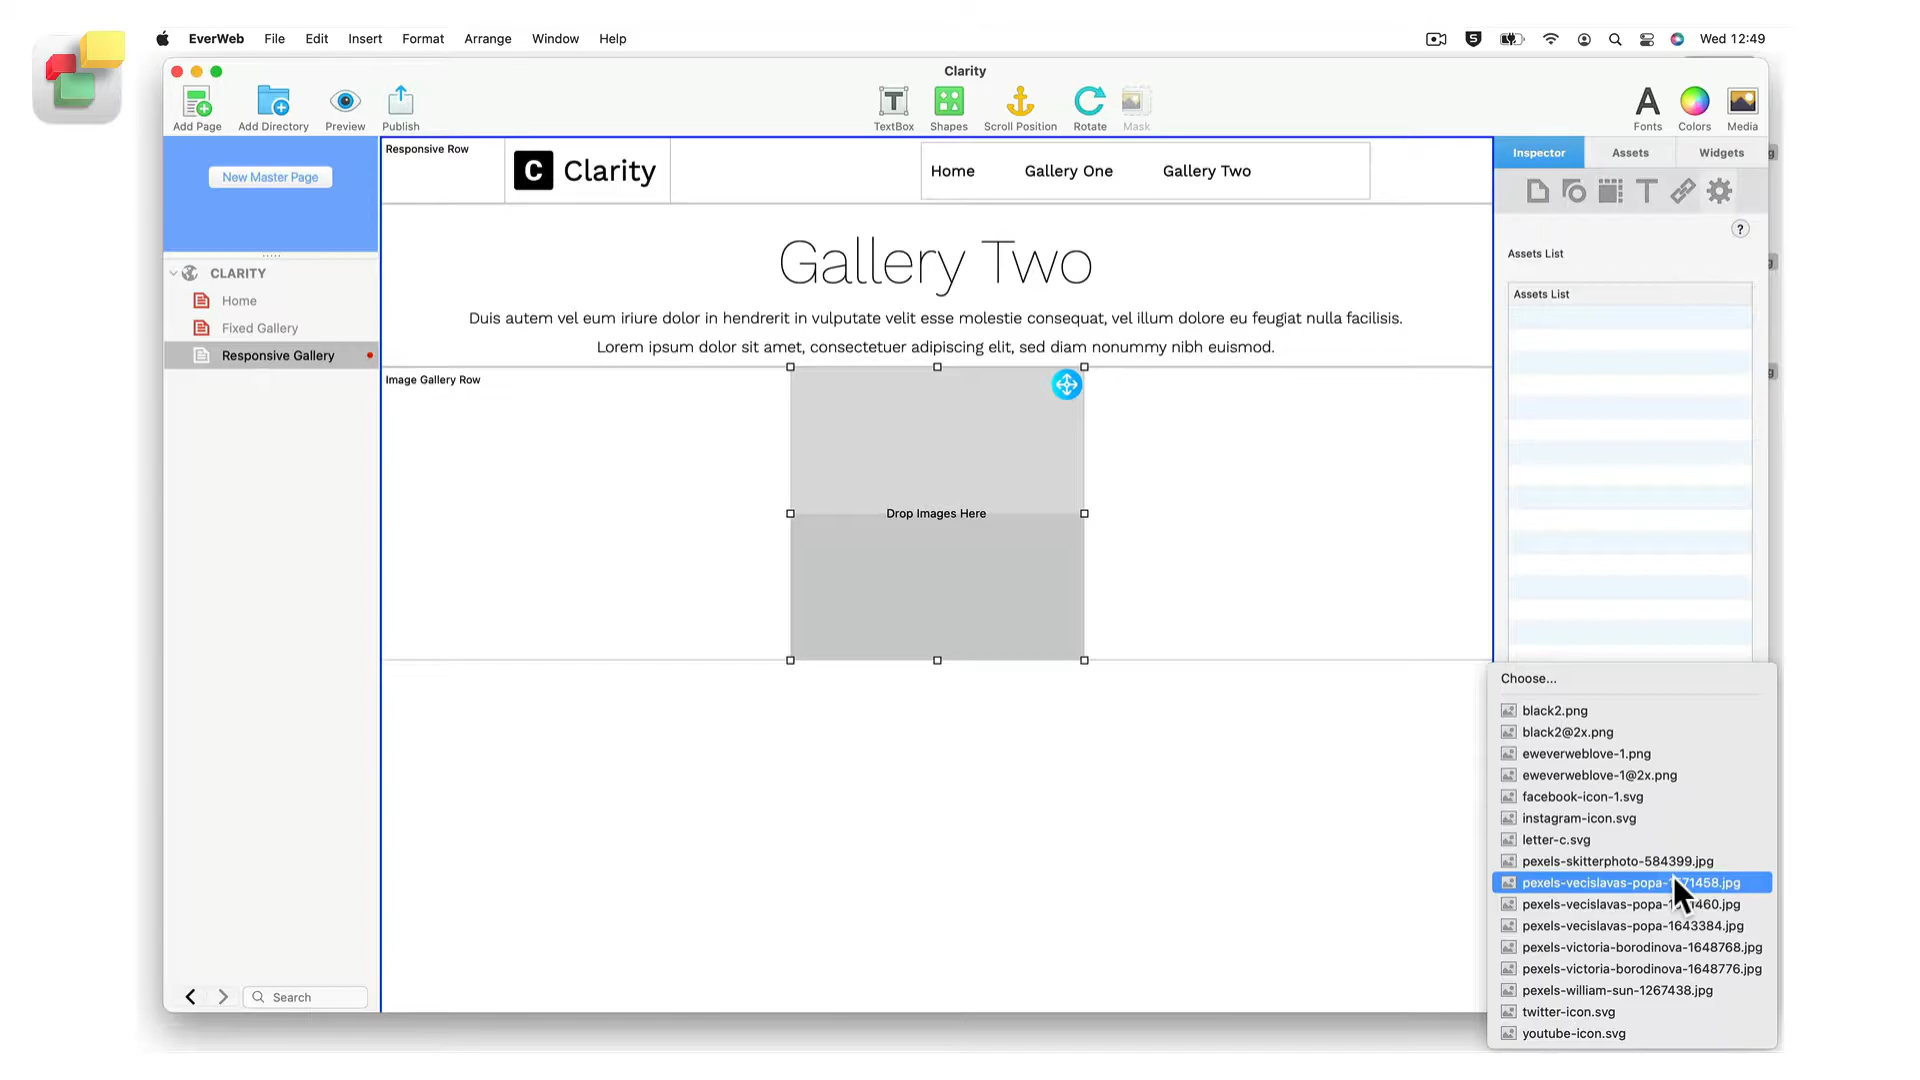 EverWeb File Edit Insert Format Arrange Window Help
S
Wed 12:49
Clarity
Add Page Add Directory Preview Publish
T
TextBox Shapes Scroll Position Rotate Mask
A
Fonts Colors Media
New Master Page
CLARITY
Home
Fixed Gallery
Responsive Gallery
Search
Responsive Row
C Clarity
Home Gallery One Gallery Two
Gallery Two
Duis autem vel eum iriure dolor in hendrerit in vulputate velit esse molestie consequat, vel illum dolore eu feugiat nulla facilisis.
Lorem ipsum dolor sit amet, consectetuer adipiscing elit, sed diam nonummy nibh euismod.
Image Gallery Row
Drop Images Here
Inspector Assets Widgets
?
Assets List
Assets List
Choose...
black2.png
black2@2x.png
eweverweblove-1.png
eweverweblove-1@2x.png
facebook-icon-1.svg
instagram-icon.svg
letter-c.svg
pexels-skitterphoto-584399.jpg
pexels-vecislavas-popa-
pexels-vecislavas-popa-
pexels-vecislavas-popa-1643384.jpg
pexels-victoria-borodinova-1648768.jpg
pexels-victoria-borodinova-1648776.jpg
pexels-william-sun-1267438.jpg
twitter-icon.svg
youtube-icon.svg